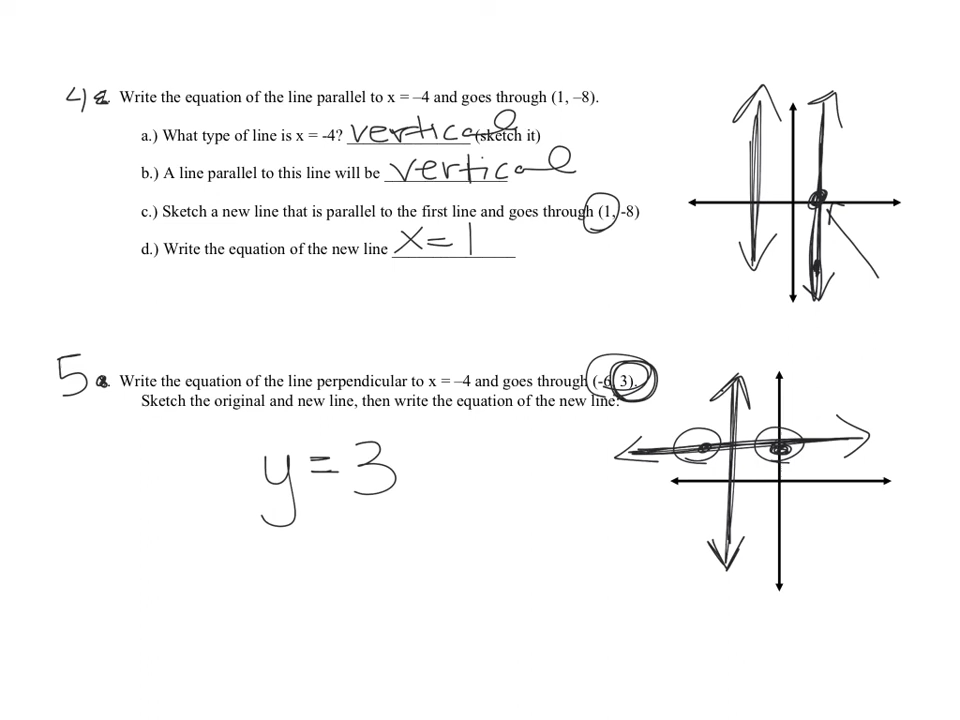 4) 2. Write the equation of the line parallel to x = –4 and goes through (1, –8).
a.) What type of line is x = -4? vertical (sketch it)
b.) A line parallel to this line will be vertical
c.) Sketch a new line that is parallel to the first line and goes through (1, -8)
d.) Write the equation of the new line x = 1
5 Write the equation of the line perpendicular to x = –4 and goes through (-6, 3).
Sketch the original and new line, then write the equation of the new line.
y = 3